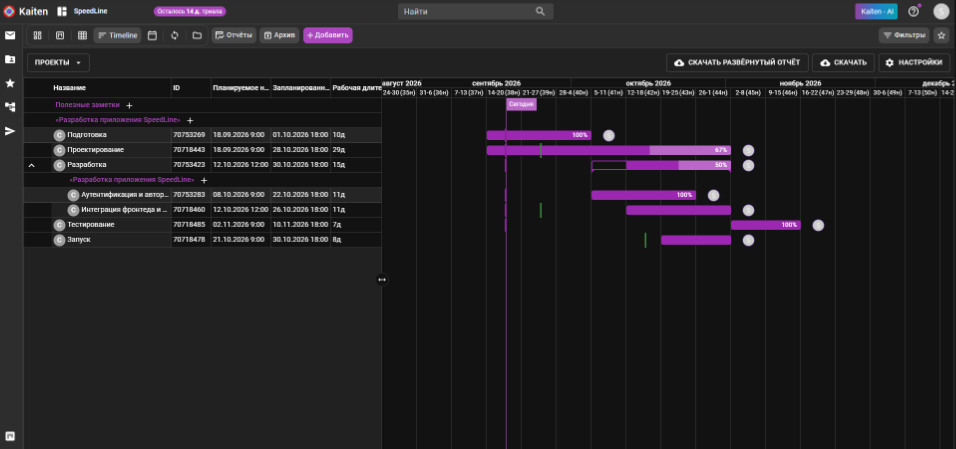 Kaiten SpeedLine Осталось 14 д. триала Найти Kaiten - AI
Timeline Отчёты Архив + Добавить Фильтры
ПРОЕКТЫ СКАЧАТЬ РАЗВЁРНУТЫЙ ОТЧЁТ СКАЧАТЬ НАСТРОЙКИ
август 2026 сентябрь 2026 октябрь 2026 ноябрь 2026 декабрь
Название ID Планируемое н... Запланированн... Рабочая длите
24-30 (35н) 31-6 (36н) 7-13 (37н) 14-20 (38н) 21-27 (39н) 28-4 (40н) 5-11 (41н) 12-18 (42н) 19-25 (43н) 26-1 (44н) 2-8 (45н) 9-15 (46н) 16-22 (47н) 23-29 (48н) 30-6 (49н) 7-13 (50н) 14-2
Полезные заметки +
Сегодня
«Разработка приложения SpeedLine» +
С Подготовка 70753269 18.09.2026 9:00 01.10.2026 18:00 10д 100%
С Проектирование 70718443 18.09.2026 9:00 28.10.2026 18:00 29д 67%
С Разработка 70753423 12.10.2026 12:00 30.10.2026 18:00 15д 50%
«Разработка приложения SpeedLine» +
С Аутентификация и автор... 70753283 08.10.2026 9:00 22.10.2026 18:00 11д 100%
С Интеграция фронтенда и ... 70718460 12.10.2026 12:00 26.10.2026 18:00 11д
С Тестирование 70718485 02.11.2026 9:00 10.11.2026 18:00 7д 100%
С Запуск 70718478 21.10.2026 9:00 30.10.2026 18:00 8д